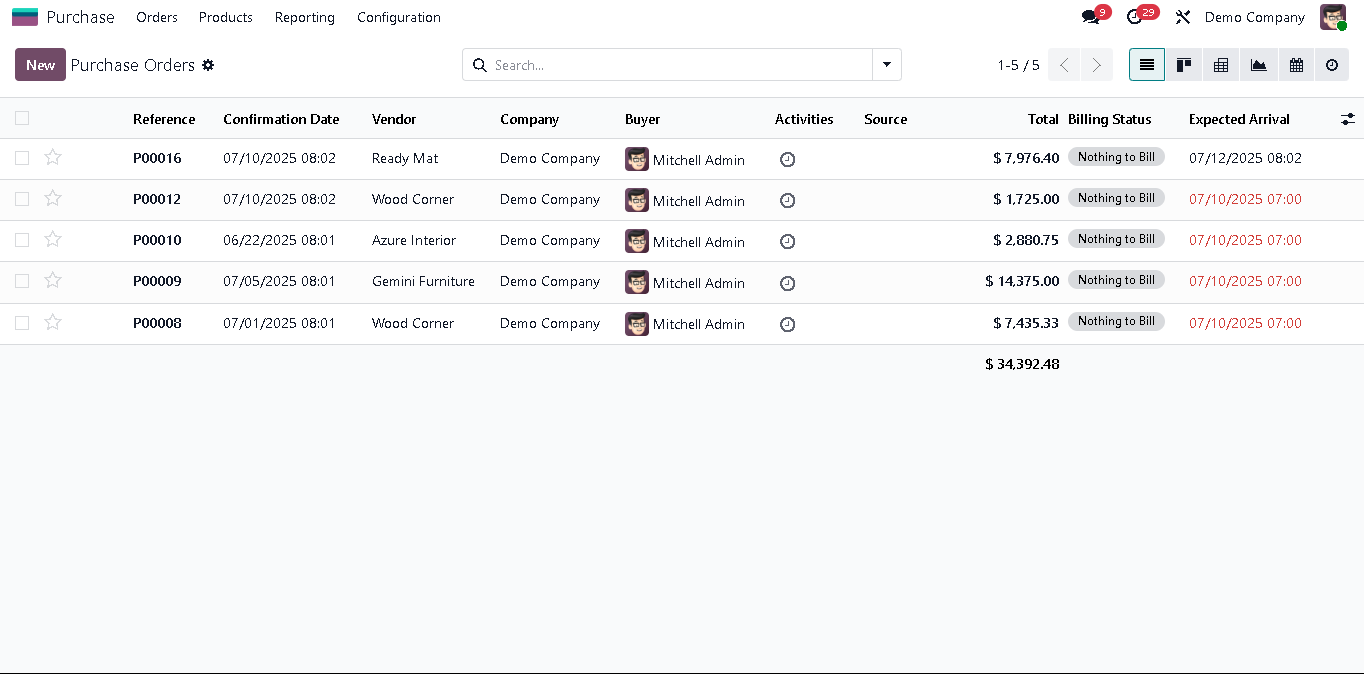 Purchase Orders Products Reporting Configuration 9 29 Demo Company
New Purchase Orders Search... 1-5 / 5
Reference Confirmation Date Vendor Company Buyer Activities Source Total Billing Status Expected Arrival
P00016 07/10/2025 08:02 Ready Mat Demo Company Mitchell Admin $ 7,976.40 Nothing to Bill 07/12/2025 08:02
P00012 07/10/2025 08:02 Wood Corner Demo Company Mitchell Admin $ 1,725.00 Nothing to Bill 07/10/2025 07:00
P00010 06/22/2025 08:01 Azure Interior Demo Company Mitchell Admin $ 2,880.75 Nothing to Bill 07/10/2025 07:00
P00009 07/05/2025 08:01 Gemini Furniture Demo Company Mitchell Admin $ 14,375.00 Nothing to Bill 07/10/2025 07:00
P00008 07/01/2025 08:01 Wood Corner Demo Company Mitchell Admin $ 7,435.33 Nothing to Bill 07/10/2025 07:00
$ 34,392.48